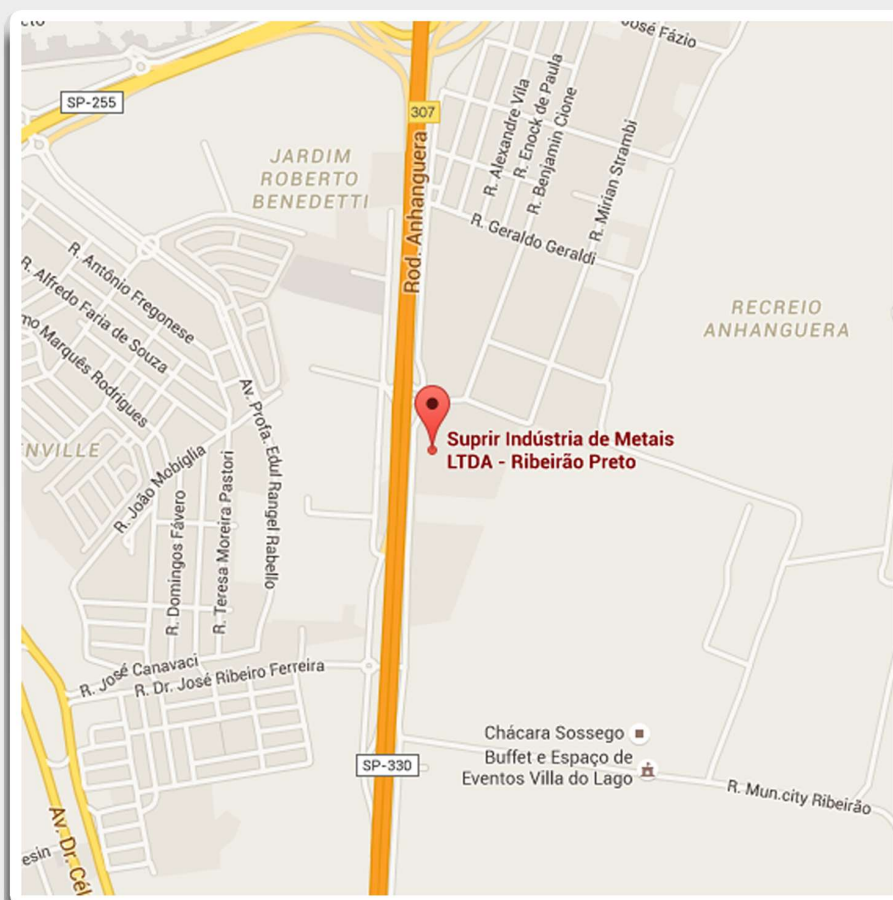 José Fázio
SP-255
307
R. Alexandre Vila
R. Enock de Paula
R. Benjamin Cione
R. Mirian Strambi
JARDIM
ROBERTO
BENEDETTI
Rod. Anhanguera
R. Geraldo Geraldi
R. Antônio Fregonese
R. Alfredo Faria de Souza
mo Marquês Rodrigues
RECREIO
ANHANGUERA
Av. Profa. Edul Rangel Rabello
NVILLE
R. João Mobíglia
Suprir Indústria de Metais
LTDA - Ribeirão Preto
R. Domingos Fávero
R. Teresa Moreira Pastori
R. José Canavaci
R. Dr. José Ribeiro Ferreira
Chácara Sossego
Buffet e Espaço de
Eventos Villa do Lago
SP-330
R. Mun.city Ribeirão
Av. Dr. Cél
esin